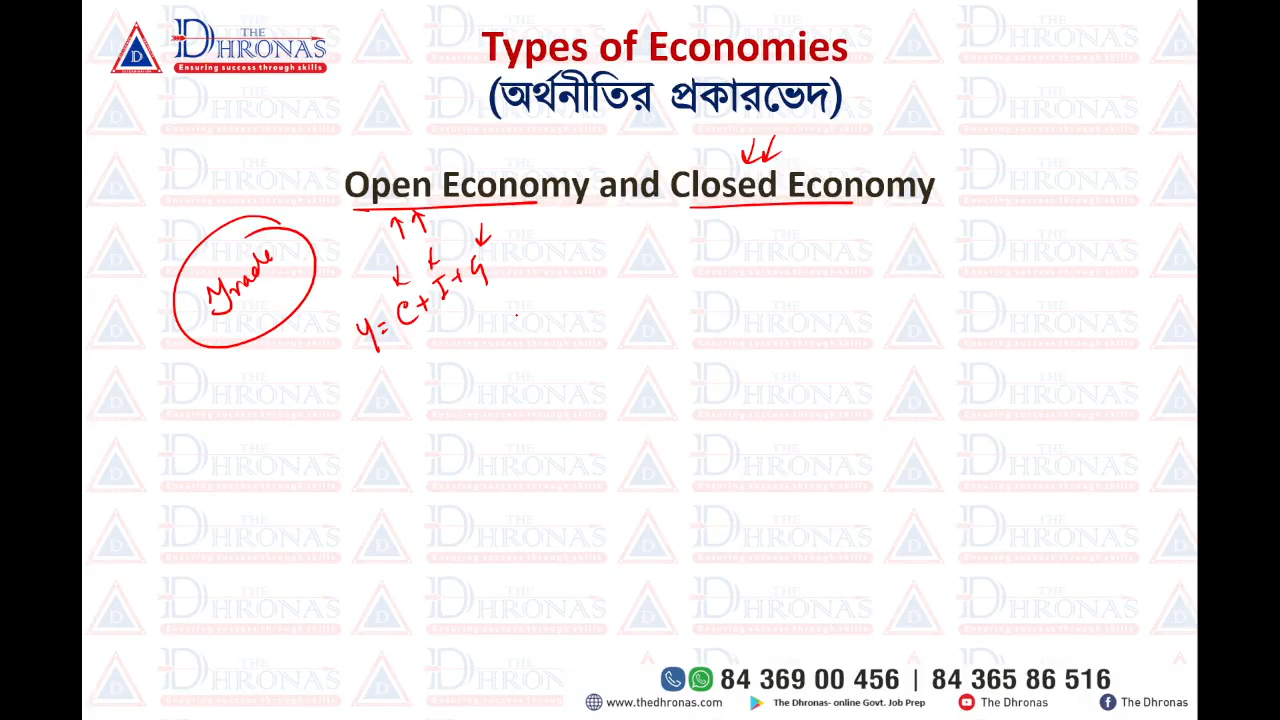 THE
DHRONAS
Ensuring success through skills
Types of Economies
(অর্থনীতির প্রকারভেদ)
Open Economy and Closed Economy
Trade
Y = C + I + G
84 369 00 456 | 84 365 86 516
www.thedhronas.com
The Dhronas- online Govt. Job Prep
The Dhronas
The Dhronas